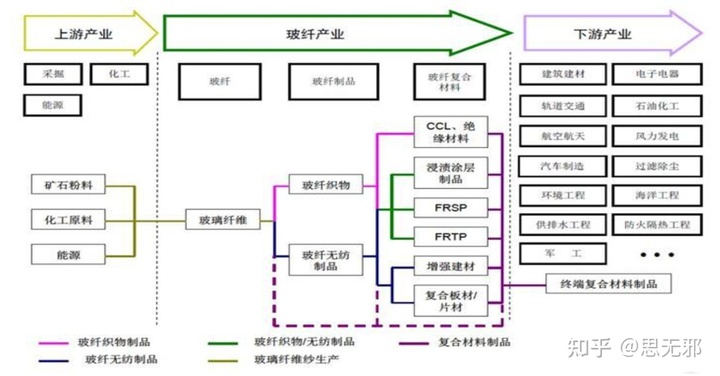 上游产业
玻纤产业
下游产业
采掘
化工
能源
玻纤
玻纤制品
玻纤复合
材料
建筑建材
电子电器
轨道交通
石油化工
航空航天
风力发电
汽车制造
过滤除尘
环境工程
海洋工程
供排水工程
防火隔热工程
军 工
•••
矿石粉料
化工原料
能源
玻璃纤维
玻纤织物
玻纤无纺
制品
CCL、绝
缘材料
浸渍涂层
制品
FRSP
FRTP
增强建材
复合板材/
片材
终端复合材料制品
玻纤织物制品
玻纤织物/无纺制品
复合材料制品
玻纤无纺制品
玻璃纤维纱生产
知乎 @思无邪